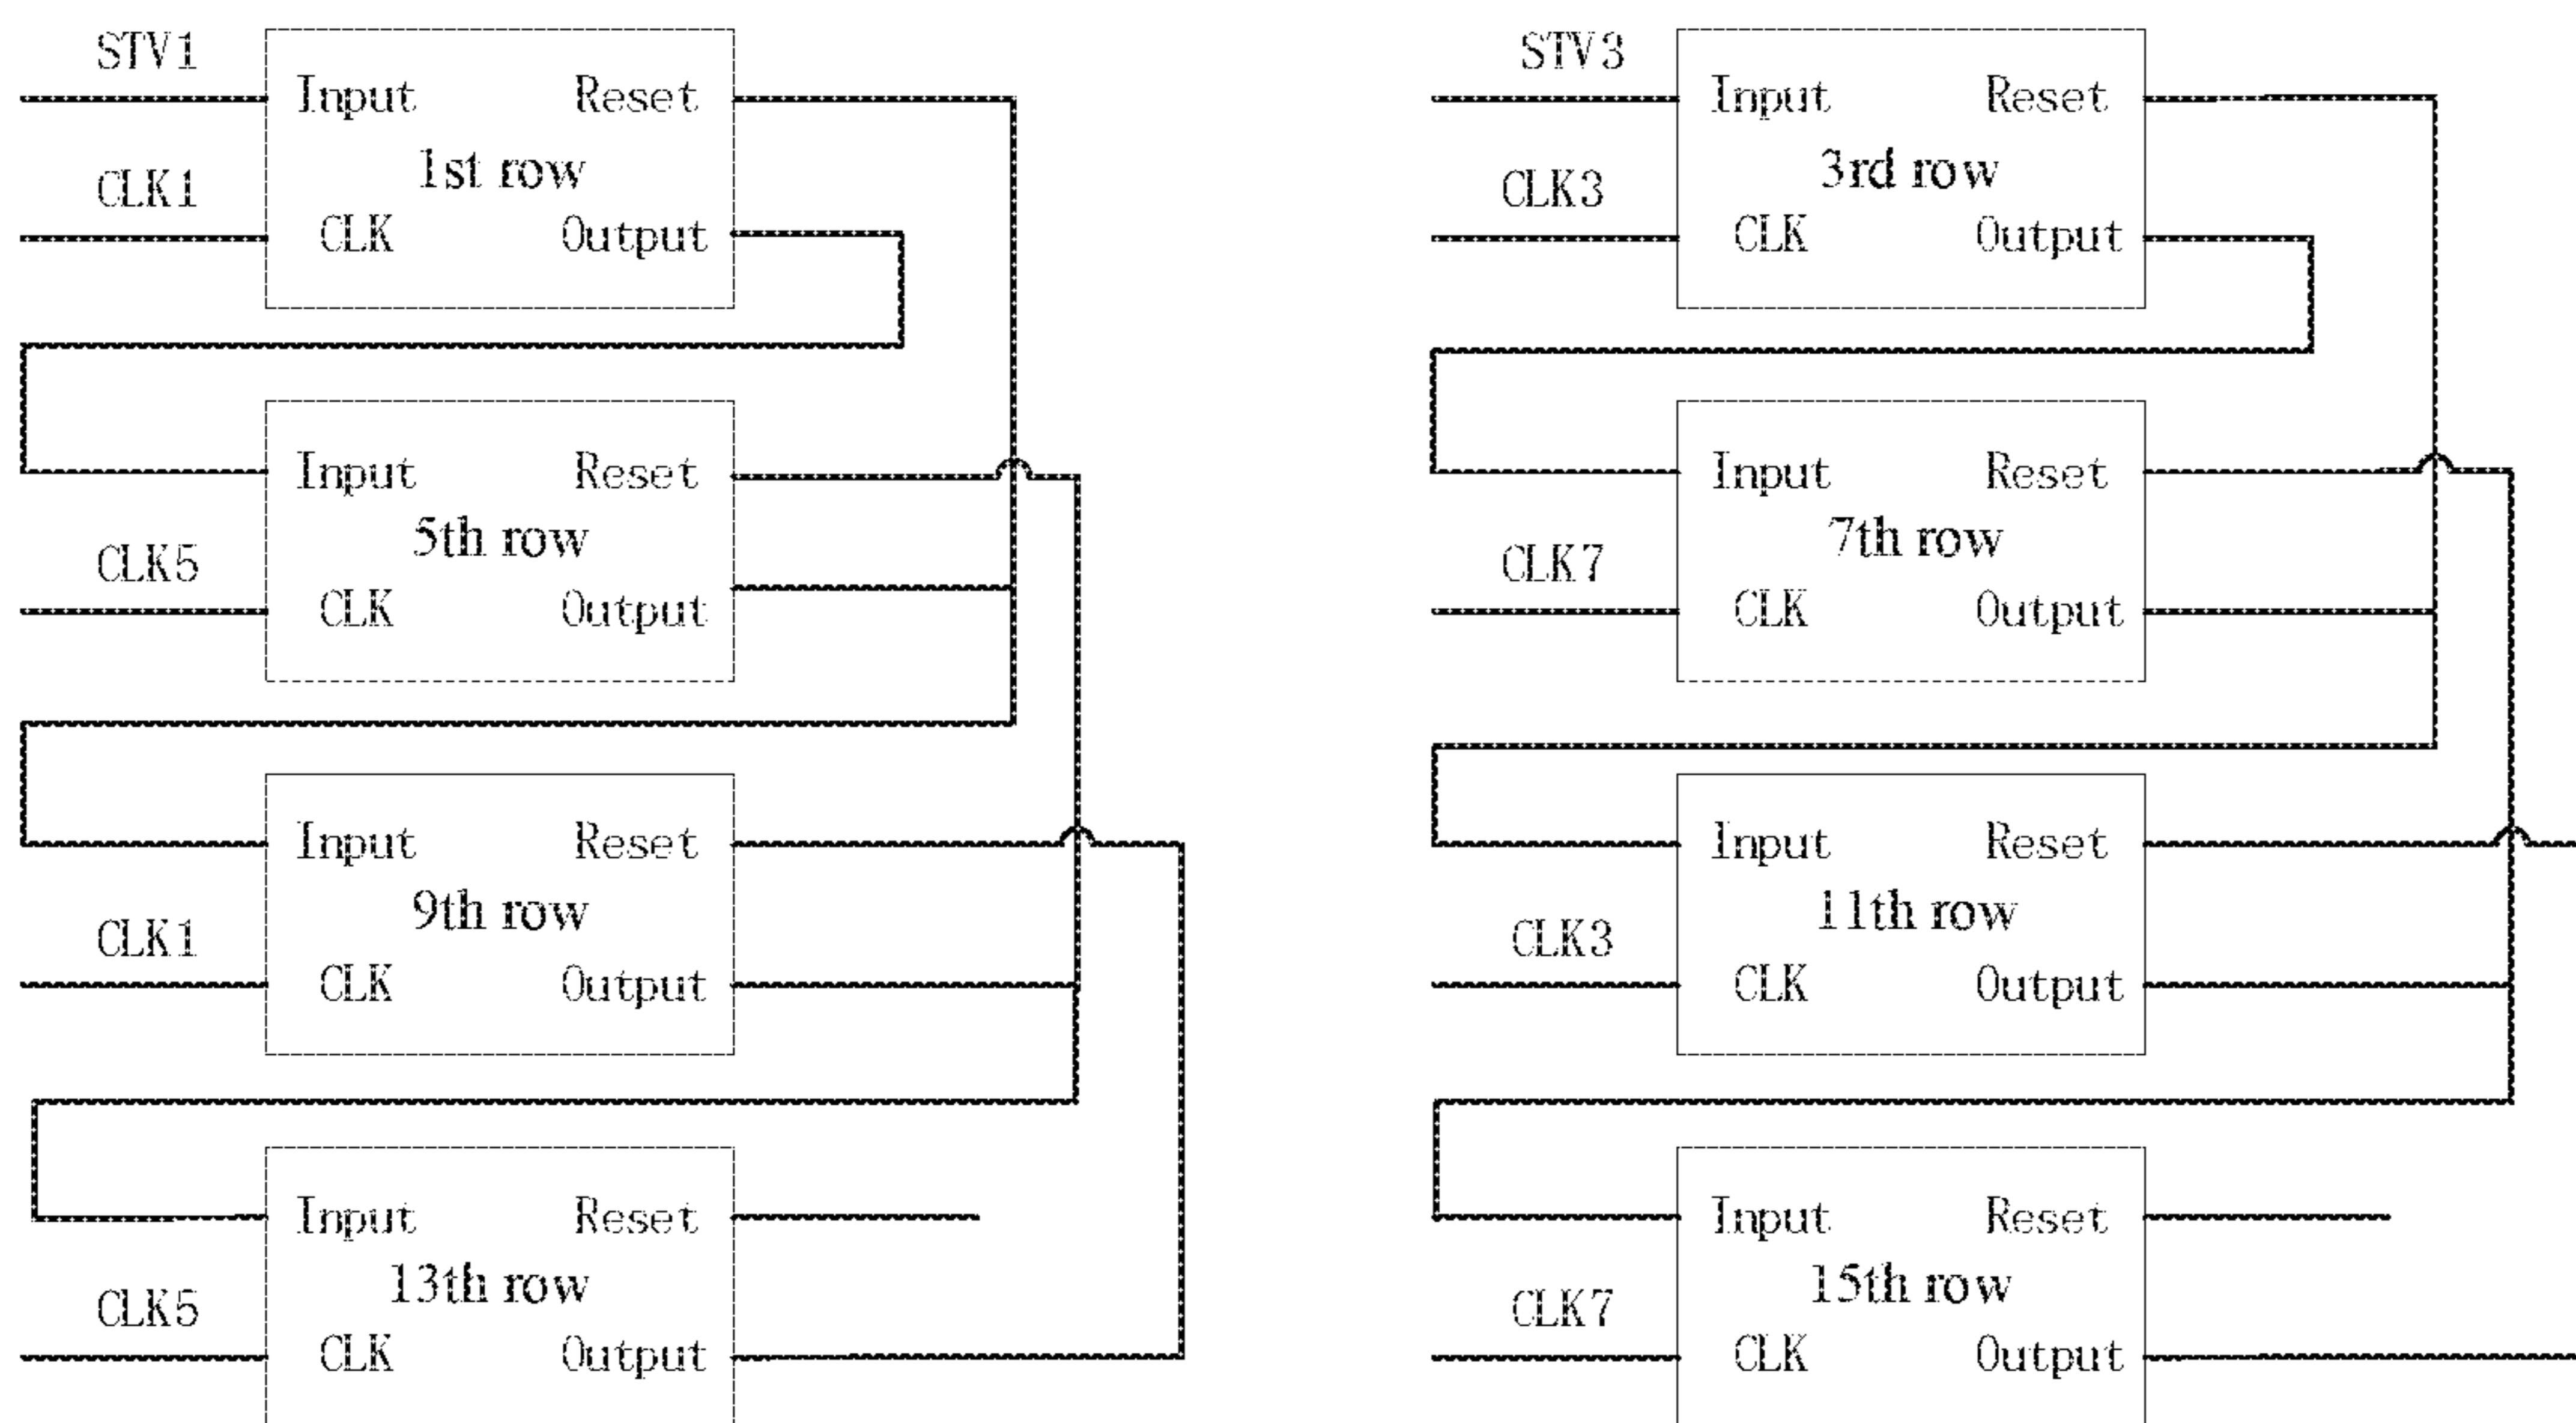 STV1
Input Reset
1st row
CLK1
CLK Output
Input Reset
5th row
CLK5
CLK Output
Input Reset
9th row
CLK1
CLK Output
Input Reset
13th row
CLK5
CLK Output
STV3
Input Reset
3rd row
CLK3
CLK Output
Input Reset
7th row
CLK7
CLK Output
Input Reset
11th row
CLK3
CLK Output
Input Reset
15th row
CLK7
CLK Output